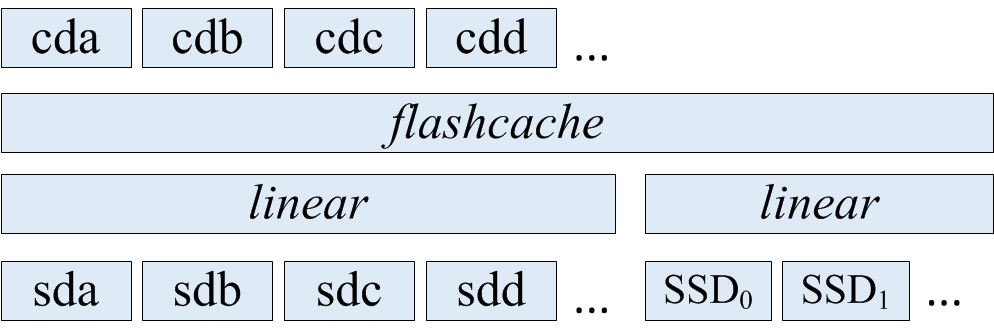 cda cdb cdc cdd ...
flashcache
linear linear
sda sdb sdc sdd ... SSD₀ SSD₁ ...